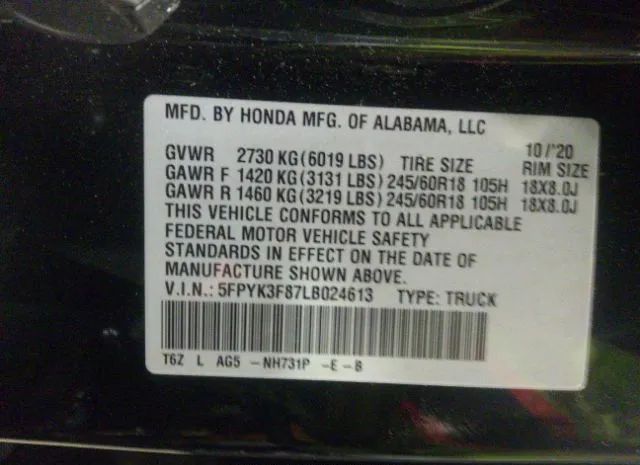 MFD. BY HONDA MFG. OF ALABAMA, LLC
10/'20
GVWR 2730 KG(6019 LBS) TIRE SIZE RIM SIZE
GAWR F 1420 KG(3131 LBS) 245/60R18 105H 18X8.0J
GAWR R 1460 KG(3219 LBS) 245/60R18 105H 18X8.0J
THIS VEHICLE CONFORMS TO ALL APPLICABLE
FEDERAL MOTOR VEHICLE SAFETY
STANDARDS IN EFFECT ON THE DATE OF
MANUFACTURE SHOWN ABOVE.
V.I.N.: 5FPYK3F87LB024613 TYPE: TRUCK
T6Z L AG5 -NH731P -E-B